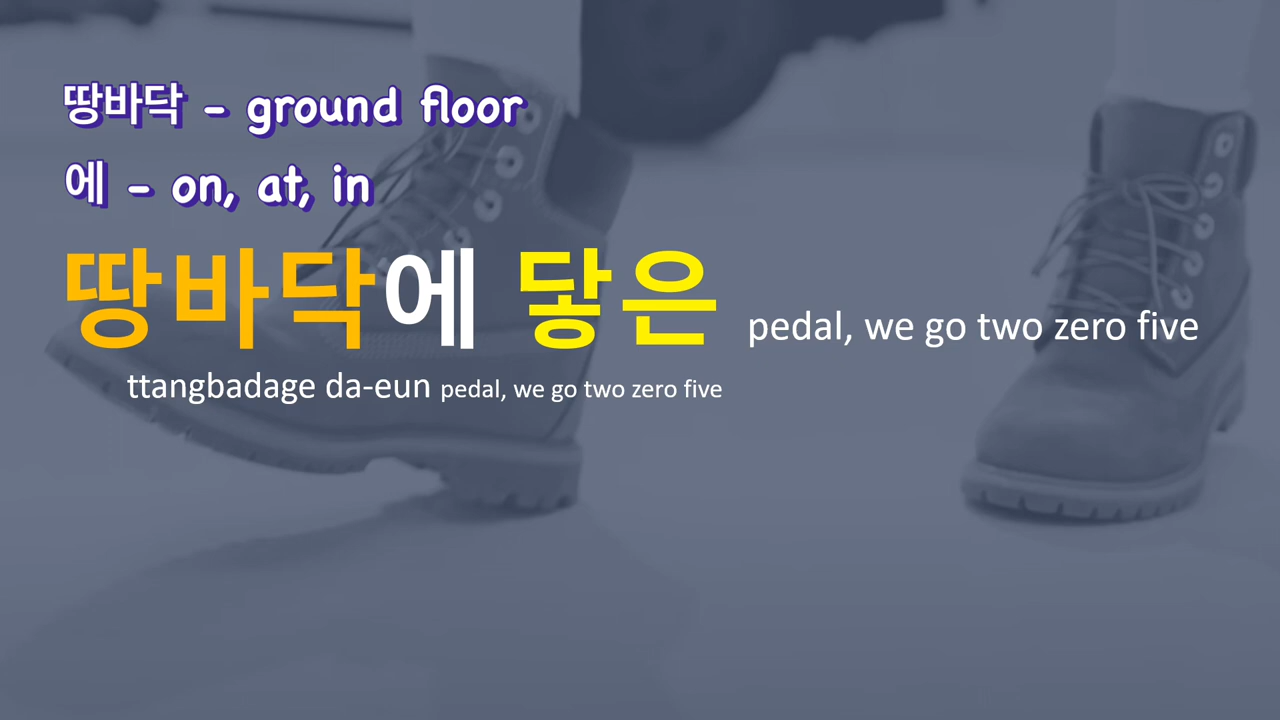 땅바닥 - ground floor
에 - on, at, in
땅바닥에 닿은 pedal, we go two zero five
ttangbadage da-eun pedal, we go two zero five